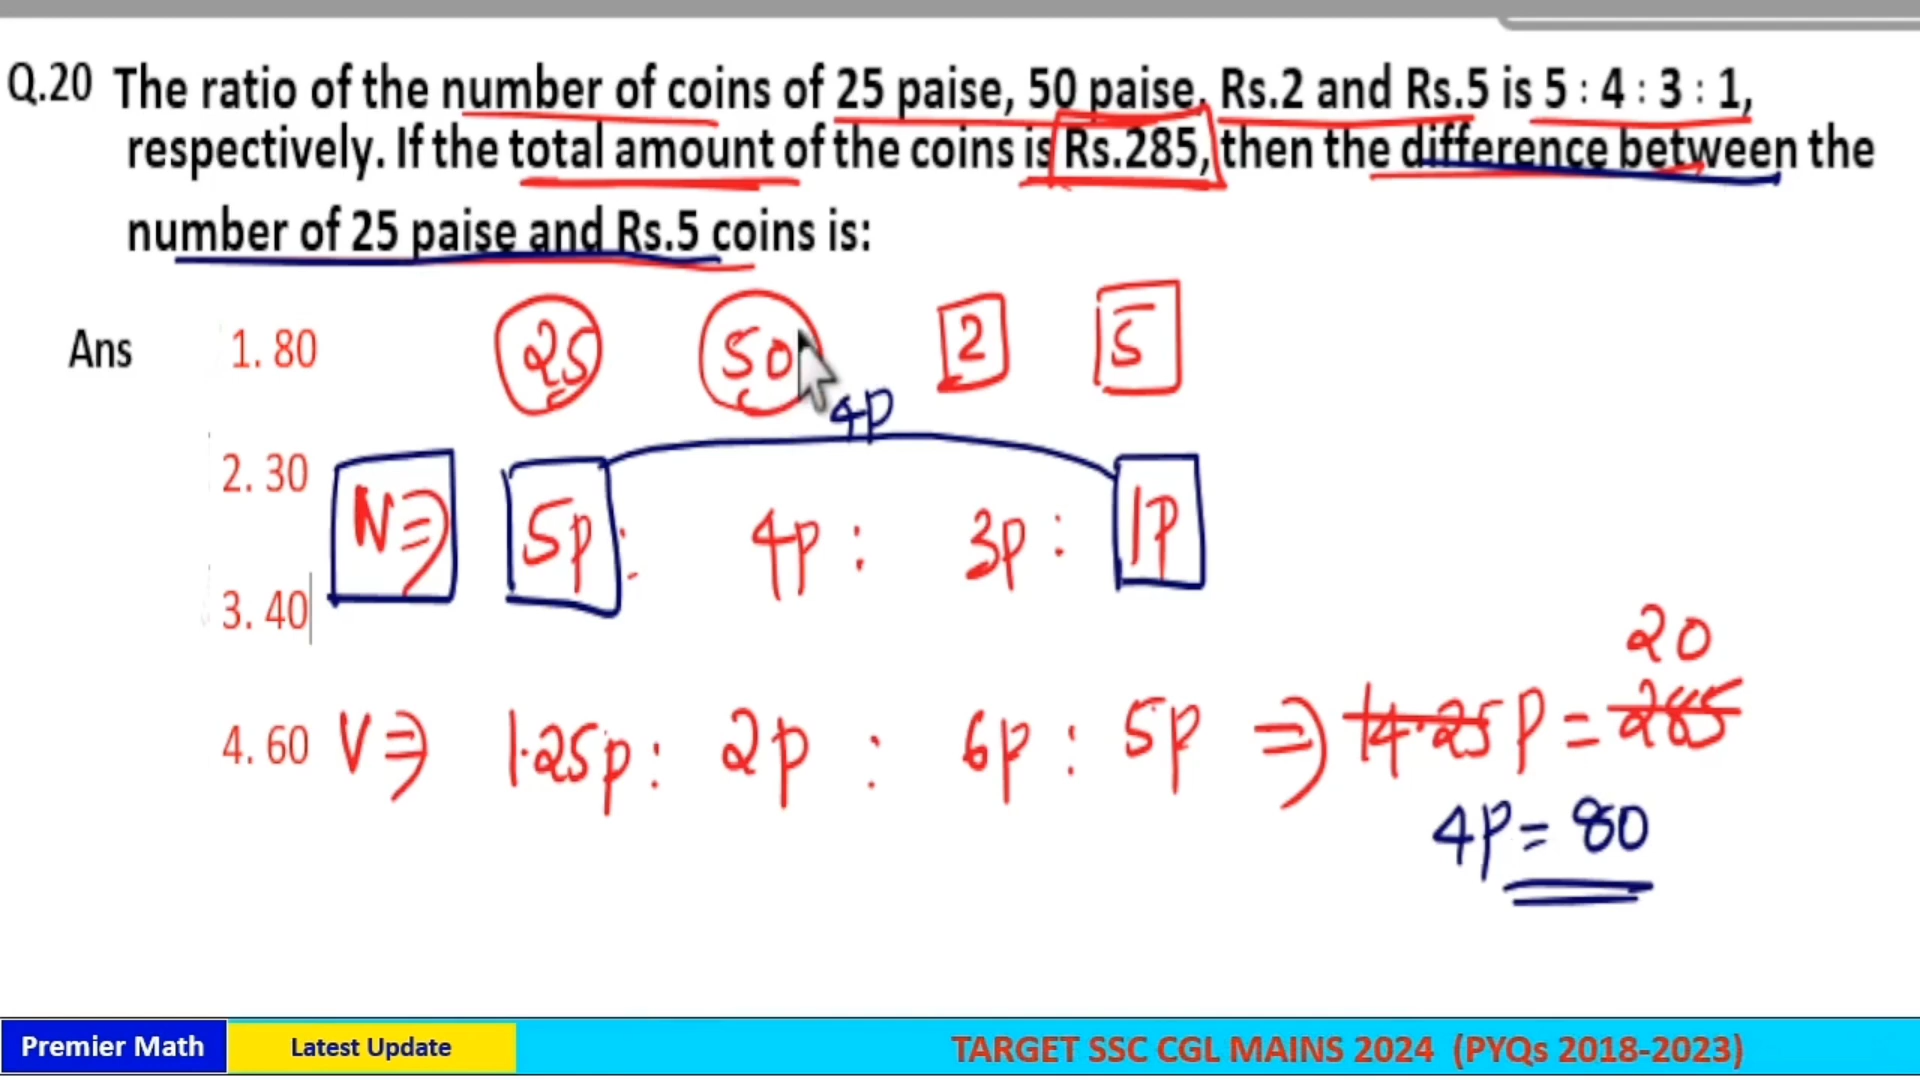 Q.20 The ratio of the number of coins of 25 paise, 50 paise, Rs.2 and Rs.5 is 5 : 4 : 3 : 1,
respectively. If the total amount of the coins is Rs.285, then the difference between the
number of 25 paise and Rs.5 coins is:
Ans 1. 80
25 50 2 5
4p
2. 30
N⇒ 5p : 4p : 3p : 1p
3. 40
20
4. 60 V⇒ 1.25p : 2p : 6p : 5p ⇒ 14.25 p = 285
4p = 80
Premier Math Latest Update TARGET SSC CGL MAINS 2024 (PYQs 2018-2023)